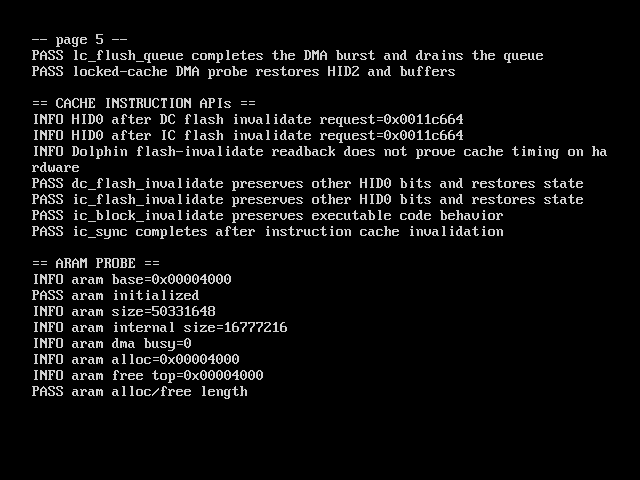 -- page 5 --
PASS lc_flush_queue completes the DMA burst and drains the queue
PASS locked-cache DMA probe restores HID2 and buffers
== CACHE INSTRUCTION APIs ==
INFO HID0 after DC flash invalidate request=0x0011c664
INFO HID0 after IC flash invalidate request=0x0011c664
INFO Dolphin flash-invalidate readback does not prove cache timing on ha
rdware
PASS dc_flash_invalidate preserves other HID0 bits and restores state
PASS ic_flash_invalidate preserves other HID0 bits and restores state
PASS ic_block_invalidate preserves executable code behavior
PASS ic_sync completes after instruction cache invalidation
== ARAM PROBE ==
INFO aram base=0x00004000
PASS aram initialized
INFO aram size=50331648
INFO aram internal size=16777216
INFO aram dma busy=0
INFO aram alloc=0x00004000
INFO aram free top=0x00004000
PASS aram alloc/free length